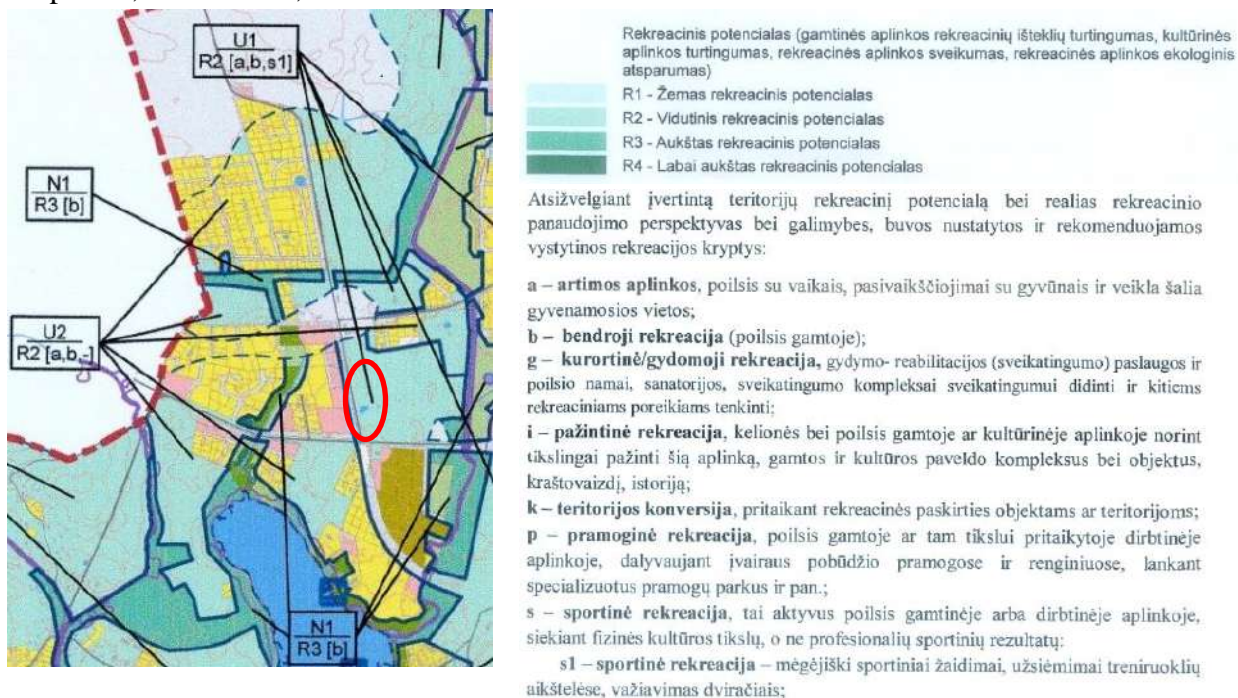 U1
R2 [a,b,s1]
N1
R3 [b]
U2
R2 [a,b,-]
N1
R3 [b]
Rekreacinis potencialas (gamtinės aplinkos rekreacinių išteklių turtingumas, kultūrinės
aplinkos turtingumas, rekreacinės aplinkos sveikumas, rekreacinės aplinkos ekologinis
atsparumas)
R1 - Žemas rekreacinis potencialas
R2 - Vidutinis rekreacinis potencialas
R3 - Aukštas rekreacinis potencialas
R4 - Labai aukštas rekreacinis potencialas
Atsižvelgiant įvertintą teritorijų rekreacinį potencialą bei realias rekreacinio
panaudojimo perspektyvas bei galimybes, buvos nustatytos ir rekomenduojamos
vystytinos rekreacijos kryptys:
a – artimos aplinkos, poilsis su vaikais, pasivaikščiojimai su gyvūnais ir veikla šalia
gyvenamosios vietos;
b – bendroji rekreacija (poilsis gamtoje);
g – kurortinė/gydomoji rekreacija, gydymo- reabilitacijos (sveikatingumo) paslaugos ir
poilsio namai, sanatorijos, sveikatingumo kompleksai sveikatingumui didinti ir kitiems
rekreaciniams poreikiams tenkinti;
i – pažintinė rekreacija, kelionės bei poilsis gamtoje ar kultūrinėje aplinkoje norint
tikslingai pažinti šią aplinką, gamtos ir kultūros paveldo kompleksus bei objektus,
kraštovaizdį, istoriją;
k – teritorijos konversija, pritaikant rekreacinės paskirties objektams ar teritorijoms;
p – pramoginė rekreacija, poilsis gamtoje ar tam tikslui pritaikytoje dirbtinėje
aplinkoje, dalyvaujant įvairaus pobūdžio pramogose ir renginiuose, lankant
specializuotus pramogų parkus ir pan.;
s – sportinė rekreacija, tai aktyvus poilsis gamtinėje arba dirbtinėje aplinkoje,
siekiant fizinės kultūros tikslų, o ne profesionalių sportinių rezultatų:
s1 – sportinė rekreacija – mėgėjiški sportiniai žaidimai, užsiėmimai treniruoklių
aikštelėse, važiavimas dviračiais;